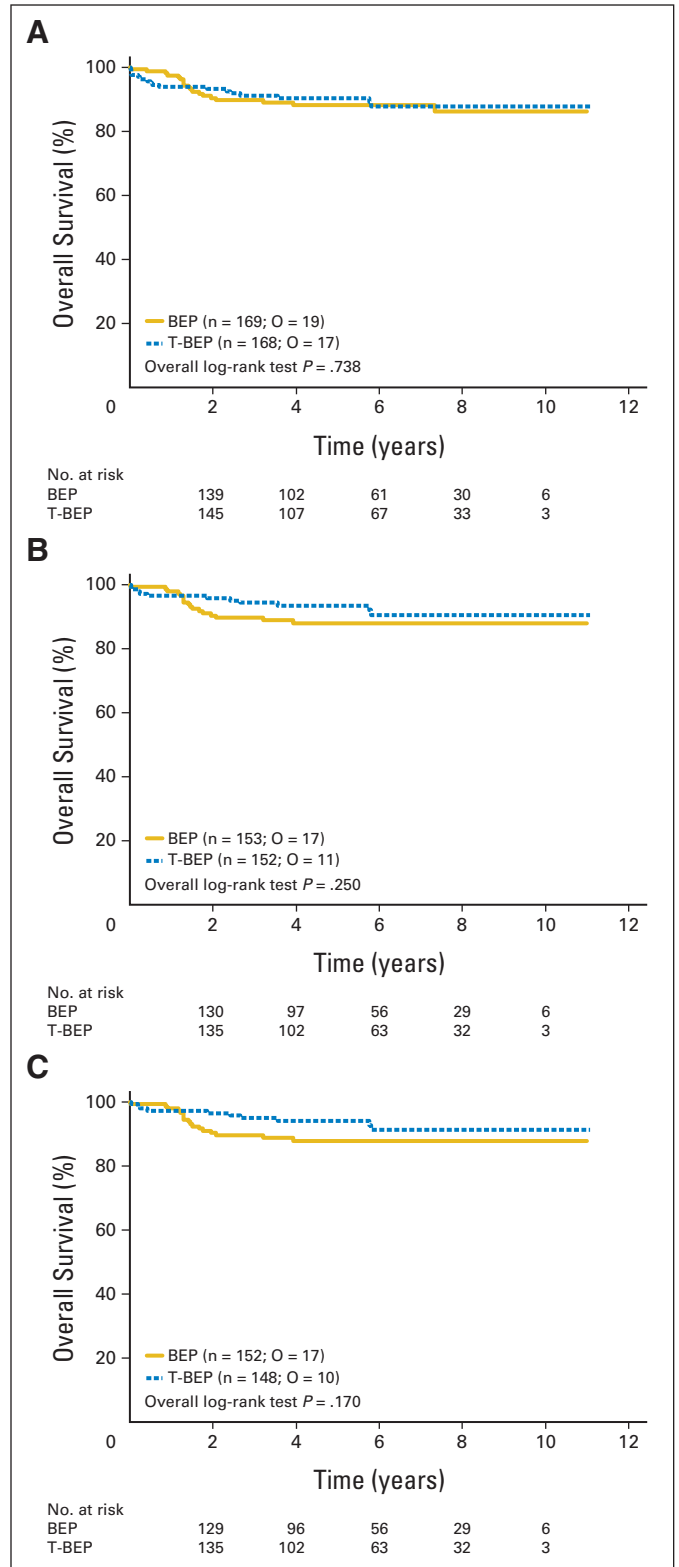 A
Overall Survival (%)
100
80
60
40
20
0
BEP (n = 169; O = 19)
T-BEP (n = 168; O = 17)
Overall log-rank test P = .738
2 4 6 8 10 12
Time (years)
No. at risk
BEP 139 102 61 30 6
T-BEP 145 107 67 33 3
B
Overall Survival (%)
100
80
60
40
20
0
BEP (n = 153; O = 17)
T-BEP (n = 152; O = 11)
Overall log-rank test P = .250
2 4 6 8 10 12
Time (years)
No. at risk
BEP 130 97 56 29 6
T-BEP 135 102 63 32 3
C
Overall Survival (%)
100
80
60
40
20
0
BEP (n = 152; O = 17)
T-BEP (n = 148; O = 10)
Overall log-rank test P = .170
2 4 6 8 10 12
Time (years)
No. at risk
BEP 129 96 56 29 6
T-BEP 135 102 63 32 3